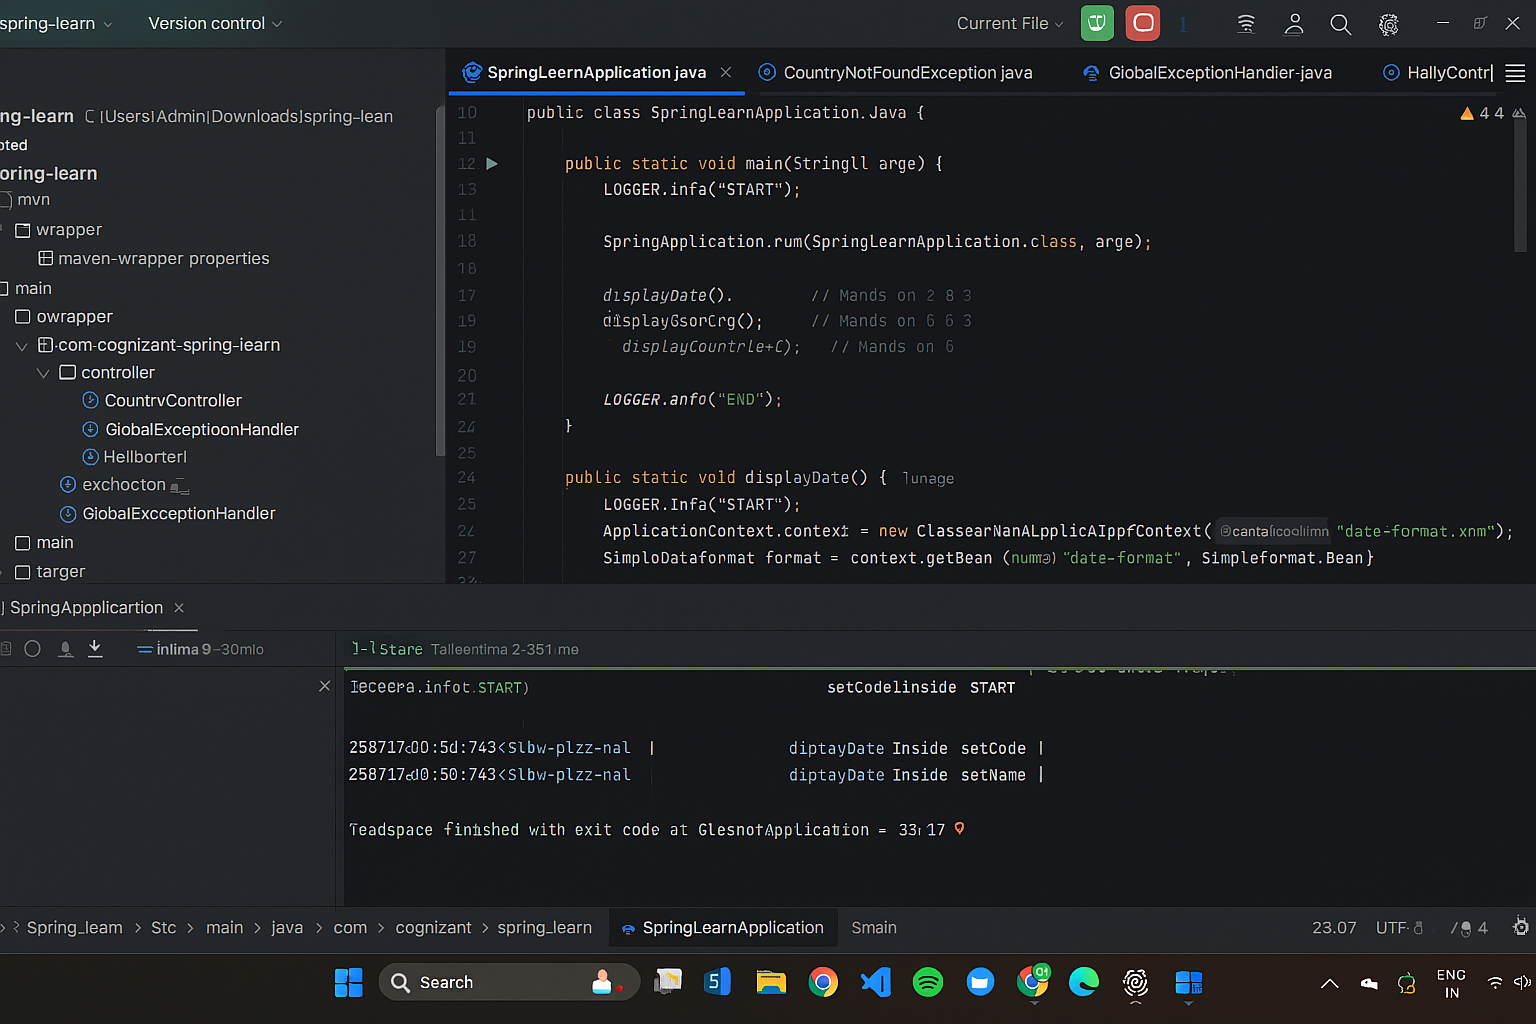 spring-learn
Version control
Current File
1
SpringLeernApplication java
CountryNotFoundException java
GlobalExceptionHandier-java
HallyContr
ng-learn C |Users|Admin|Downloads]spring-lean
oted
oring-learn
mvn
wrapper
maven-wrapper properties
main
owrapper
com-cognizant-spring-iearn
controller
CountrvController
GiobalExceptioonHandler
Hellborterl
exchocton
GlobalExcceptionHandler
main
targer
10 public class SpringLearnApplication.Java {
4 4
11
12 public static void main(Stringll arge) {
13 LOGGER.infa("START");
11
18 SpringApplication.rum(SpringLearnApplication.class, arge);
18
17 displayDate(). // Mands on 2 8 3
19 displayGsorCrg(); // Mands on 6 6 3
19 displayCountrle+C); // Mands on 6
20
21 LOGGER.anfo("END");
24 }
25
24 public static vold displayDate() { lunage
25 LOGGER.Infa("START");
24 ApplicationContext.context = new ClassearNanALpplicAIppfContext( @cantalicoolimn "date-format.xnm");
27 SimploDataformat format = context.getBean (numa) "date-format", Simpleformat.Bean}
SpringAppplicartion
inlima 9-30mlo
1-l Stare Talleentima 2-351 me
Ieceera.infot.START) setCodelinside START
258717c00:5d:743<Slbw-plzz-nal | diptayDate Inside setCode |
258717d0:50:743<Slbw-plzz-nal diptayDate Inside setName |
Teadspace finished with exit code at GlesnotApplication = 33: 17
Spring_leam > Stc > main > java > com > cognizant > spring_learn
SpringLearnApplication
Smain
23.07 UTF- 4
Search
ENG
IN